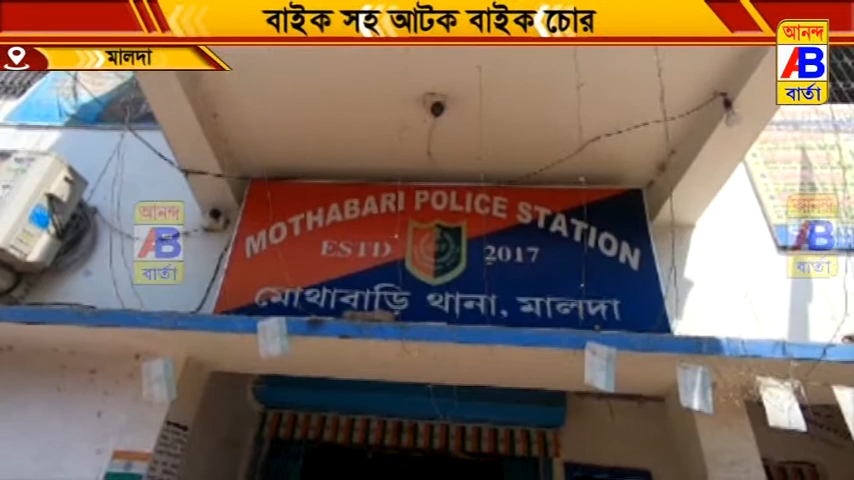 বাইক সহ আটক বাইক চোর
মালদা
আনন্দ
AB
বার্তা
MOTHABARI POLICE STATION
ESTD 2017
মোথাবাড়ি থানা, মালদা
আনন্দ
AB
বার্তা
আনন্দ
AB
বার্তা